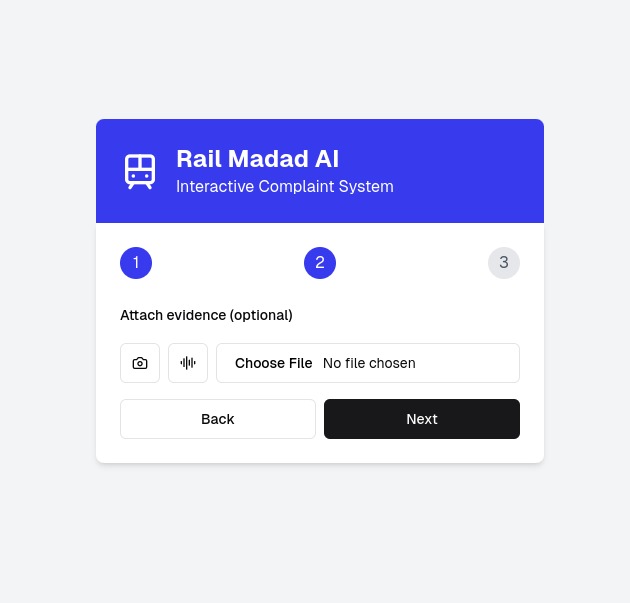 Rail Madad AI
Interactive Complaint System
1 2 3
Attach evidence (optional)
Choose File No file chosen
Back Next